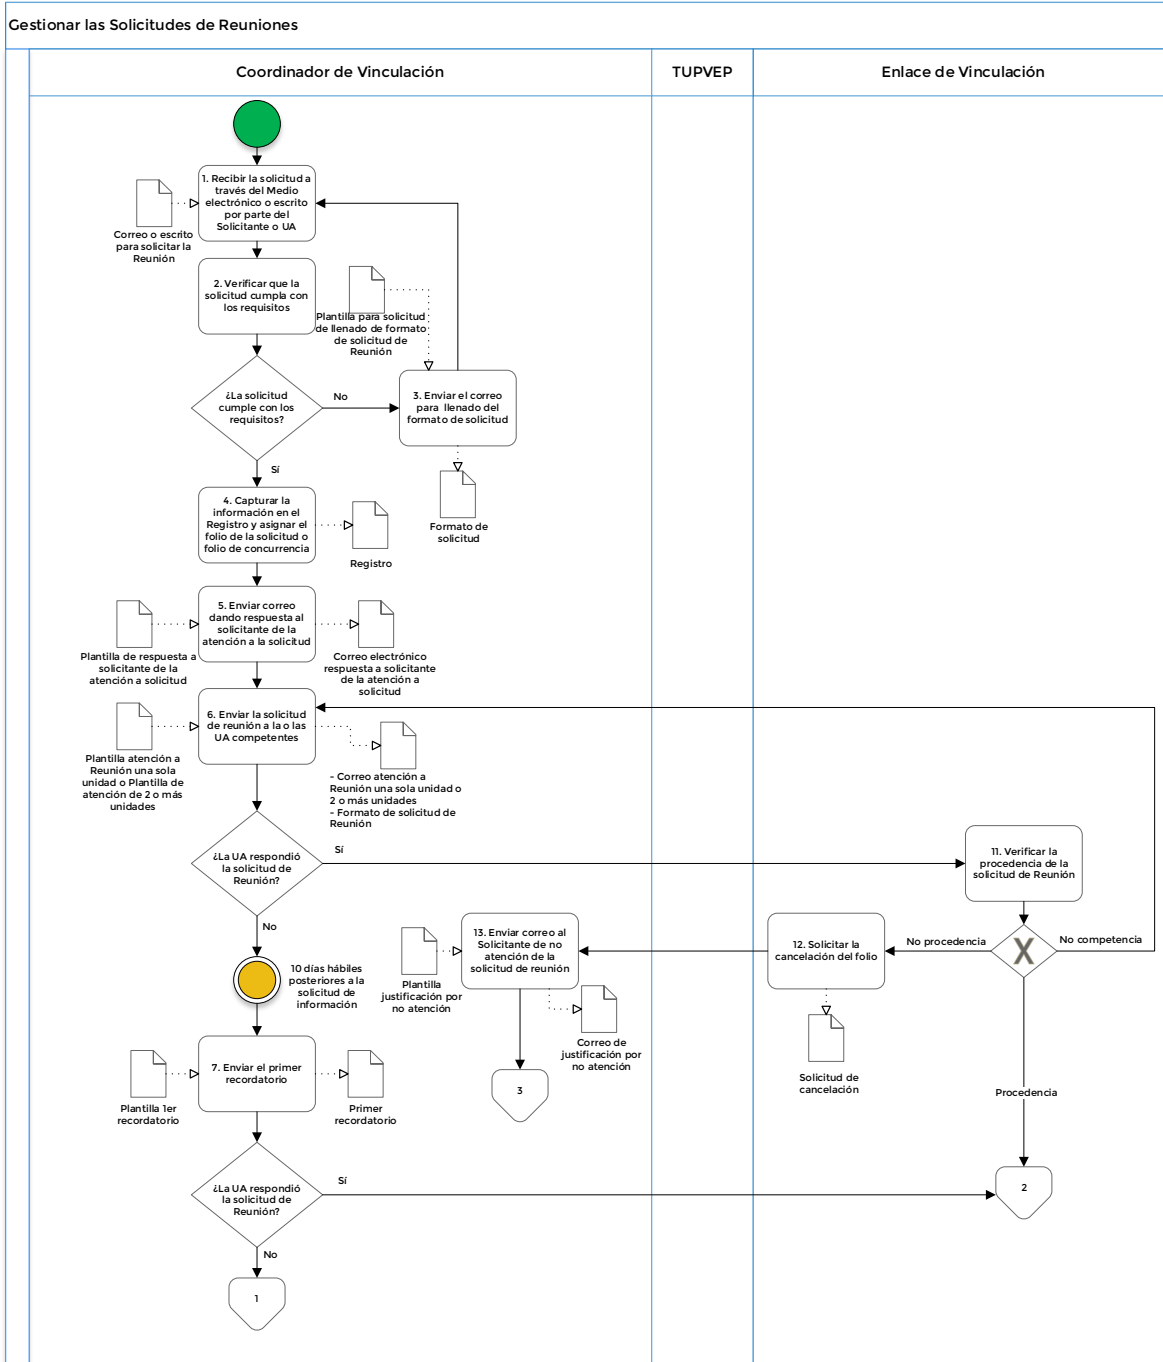 Gestionar las Solicitudes de Reuniones
Coordinador de Vinculación
TUPVEP
Enlace de Vinculación
1. Recibir la solicitud a
través del Medio
electrónico o escrito
por parte del
Solicitante o UA
Correo o escrito
para solicitar la
Reunión
2. Verificar que la
solicitud cumpla con
los requisitos
Plantilla para solicitud
de llenado de formato
de solicitud de
Reunión
¿La solicitud
cumple con los
requisitos?
No
3. Enviar el correo
para llenado del
formato de solicitud
Sí
Formato de
solicitud
4. Capturar la
información en el
Registro y asignar el
folio de la solicitud o
folio de concurrencia
Registro
5. Enviar correo
dando respuesta al
solicitante de la
atención a la solicitud
Plantilla de respuesta a
solicitante de la
atención a solicitud
Correo electrónico
respuesta a solicitante
de la atención a
solicitud
6. Enviar la solicitud
de reunión a la o las
UA competentes
Plantilla atención a
Reunión una sola
unidad o Plantilla de
atención de 2 o más
unidades
- Correo atención a
Reunión una sola unidad o
2 o más unidades
- Formato de solicitud de
Reunión
¿La UA respondió
la solicitud de
Reunión?
Sí
11. Verificar la
procedencia de la
solicitud de Reunión
No
13. Enviar correo al
Solicitante de no
atención de la
solicitud de reunión
12. Solicitar la
cancelación del folio
No procedencia
X
No competencia
10 días hábiles
posteriores a la
solicitud de
información
Plantilla
justificación por
no atención
Correo de
justificación por
no atención
Solicitud de
cancelación
7. Enviar el primer
recordatorio
Plantilla 1er
recordatorio
Primer
recordatorio
3
Procedencia
¿La UA respondió
la solicitud de
Reunión?
Sí
2
No
1